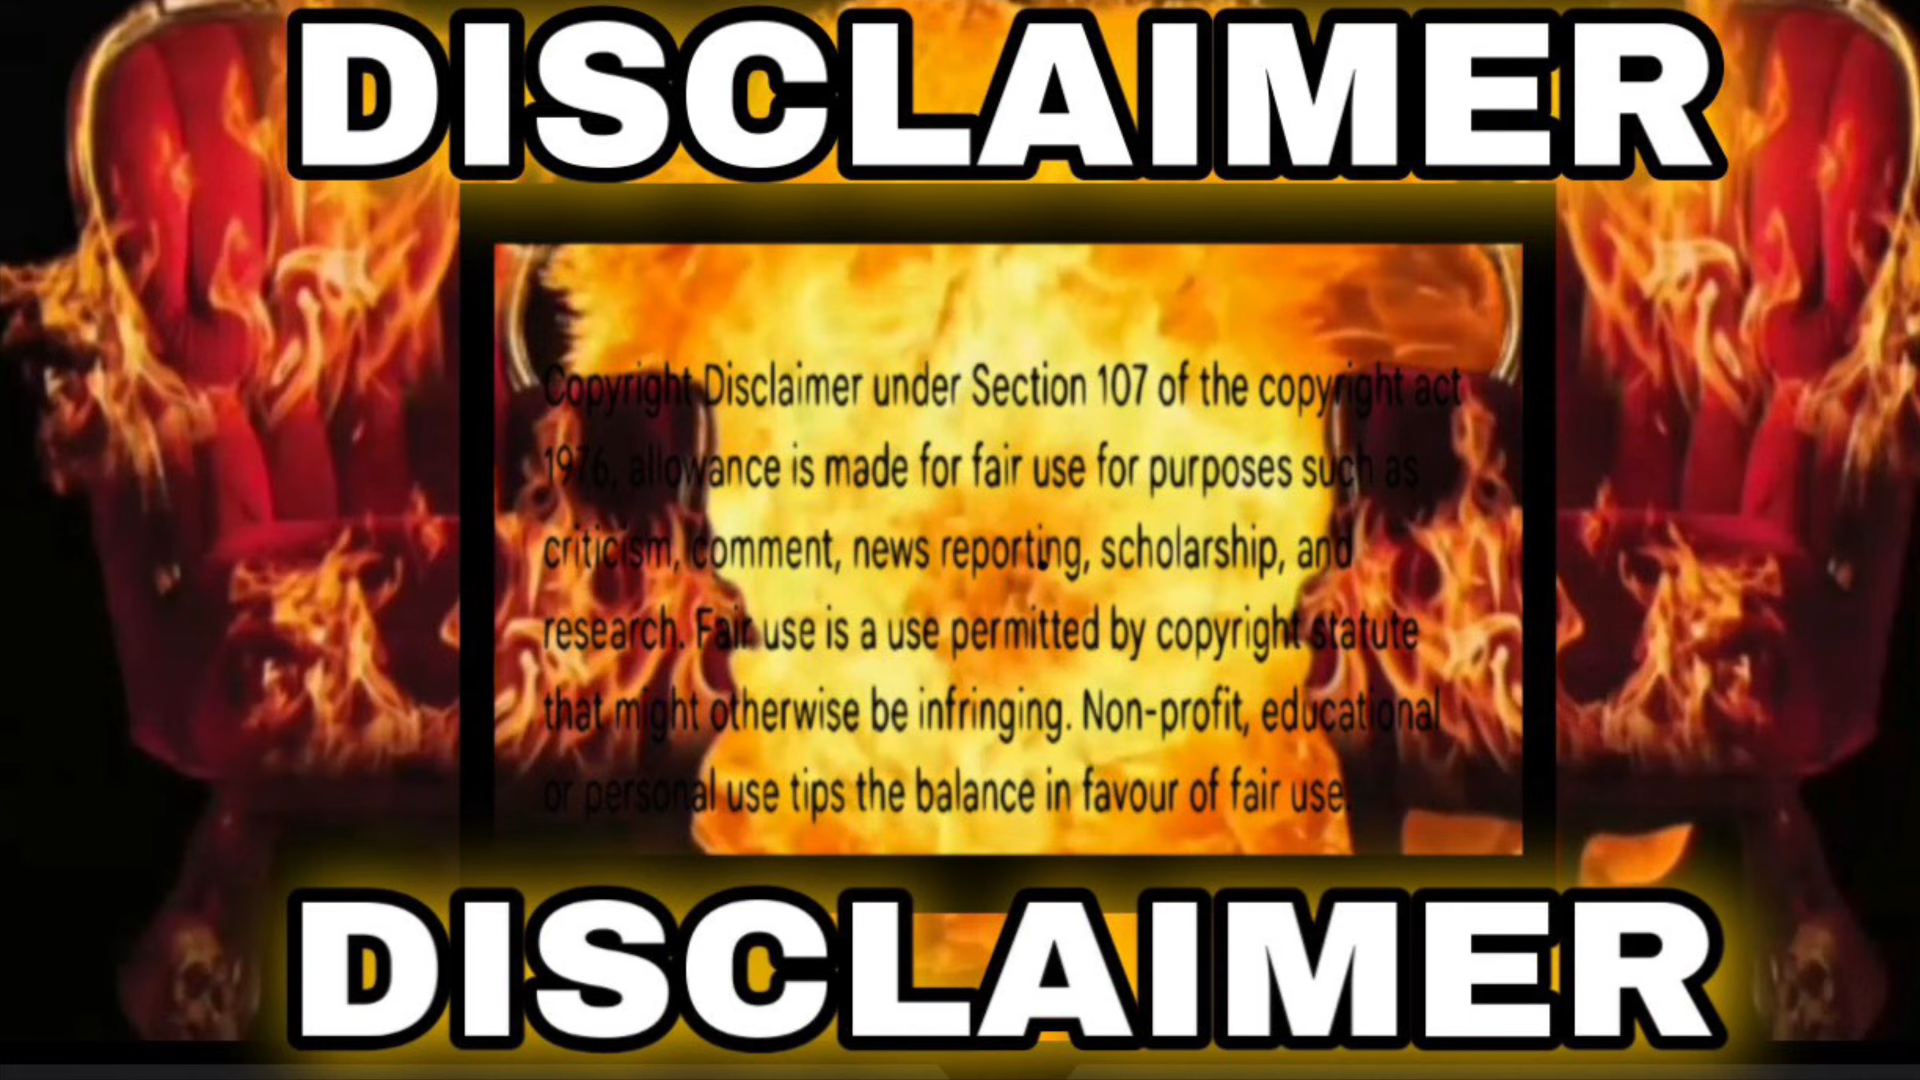 DISCLAIMER
Copyright Disclaimer under Section 107 of the copyright act
1976, allowance is made for fair use for purposes such as
criticism, comment, news reporting, scholarship, and
research. Fair use is a use permitted by copyright statute
that might otherwise be infringing. Non-profit, educational
or personal use tips the balance in favour of fair use.
DISCLAIMER